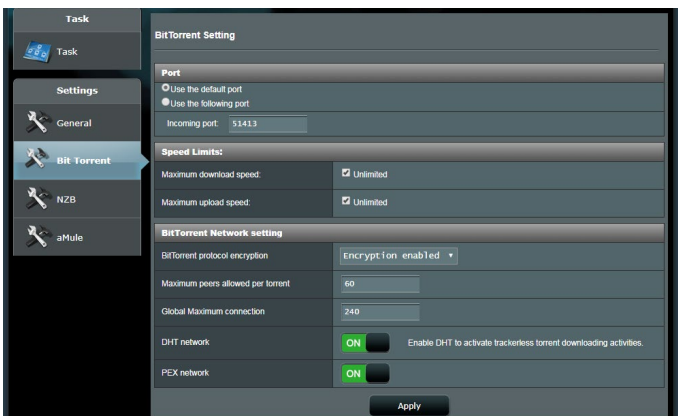 Task
Task
Settings
General
Bit Torrent
NZB
aMule
BitTorrent Setting
Port
Use the default port
Use the following port
Incoming port: 51413
Speed Limits:
Maximum download speed: Unlimited
Maximum upload speed: Unlimited
BitTorrent Network setting
BitTorrent protocol encryption Encryption enabled
Maximum peers allowed per torrent 60
Global Maximum connection 240
DHT network ON Enable DHT to activate trackerless torrent downloading activities.
PEX network ON
Apply